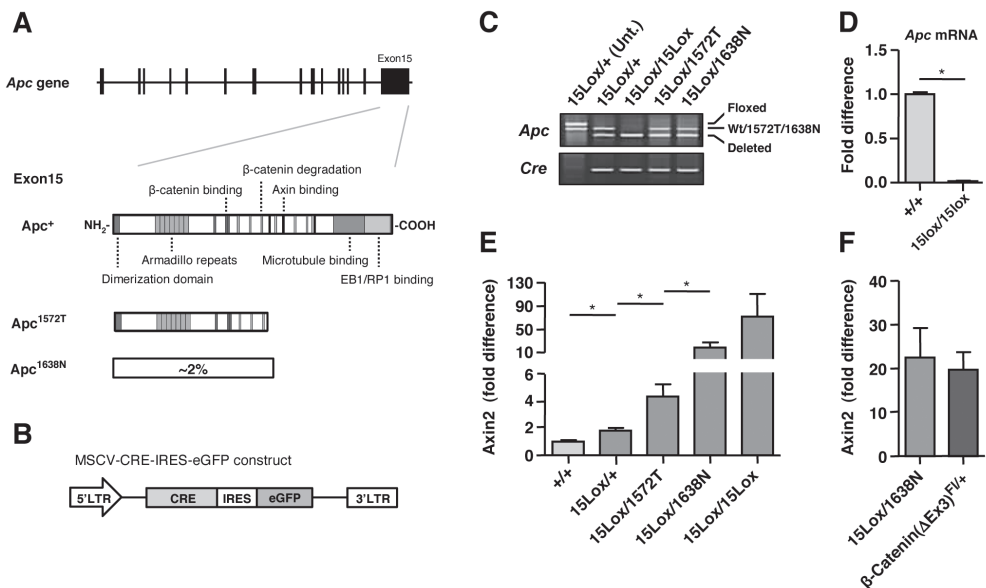 A
Exon15
Apc gene
Exon15
β-catenin degradation
β-catenin binding
Axin binding
Apc+
NH2-
-COOH
Armadillo repeats
Microtubule binding
Dimerization domain
EB1/RP1 binding
Apc1572T
Apc1638N
~2%
B
MSCV-CRE-IRES-eGFP construct
5'LTR
CRE
IRES
eGFP
3'LTR
C
15Lox/+ (Unt.)
15Lox/+
15Lox/15Lox
15Lox/1572T
15Lox/1638N
Apc
Floxed
Wt/1572T/1638N
Deleted
Cre
D
Apc mRNA
Fold difference
1.5
1.0
0.5
0.0
*
+/+
15lox/15lox
E
Axin2 (fold difference)
130
90
50
10
6
4
2
0
*
*
*
+/+
15Lox/+
15Lox/1572T
15Lox/1638N
15Lox/15Lox
F
Axin2 (fold difference)
40
30
20
10
0
15Lox/1638N
β-Catenin(ΔEx3)Fl/+